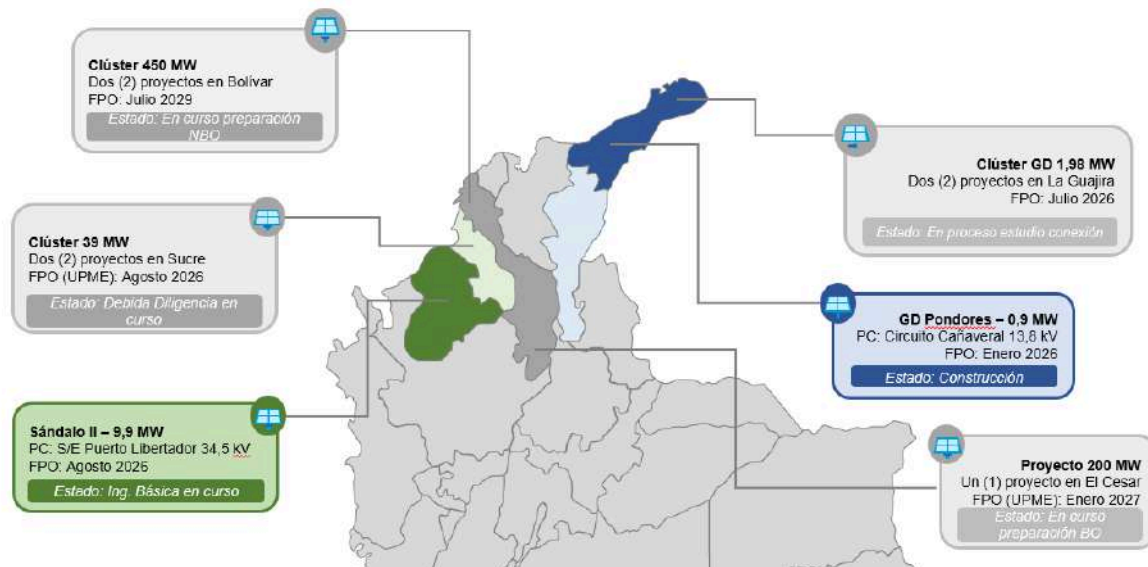 Clúster 450 MW
Dos (2) proyectos en Bolívar
FPO: Julio 2029
Estado: En curso preparación
NBO
Clúster GD 1,98 MW
Dos (2) proyectos en La Guajira
FPO: Julio 2026
Estado: En proceso estudio conexión
Clúster 39 MW
Dos (2) proyectos en Sucre
FPO (UPME): Agosto 2026
Estado: Debida Diligencia en
curso
GD Pondores – 0,9 MW
PC: Circuito Cañaveral 13,8 kV
FPO: Enero 2026
Estado: Construcción
Sándalo II – 9,9 MW
PC: S/E Puerto Libertador 34,5 kV
FPO: Agosto 2026
Estado: Ing. Básica en curso
Proyecto 200 MW
Un (1) proyecto en El Cesar
FPO (UPME): Enero 2027
Estado: En curso
preparación BO